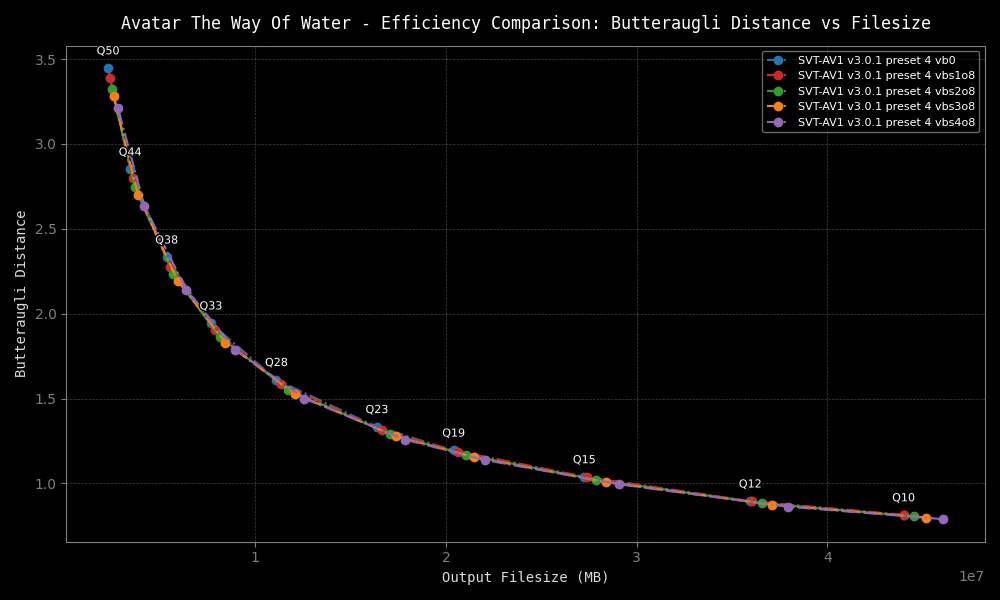 Avatar The Way Of Water - Efficiency Comparison: Butteraugli Distance vs Filesize
SVT-AV1 v3.0.1 preset 4 vb0
SVT-AV1 v3.0.1 preset 4 vbs1o8
SVT-AV1 v3.0.1 preset 4 vbs2o8
SVT-AV1 v3.0.1 preset 4 vbs3o8
SVT-AV1 v3.0.1 preset 4 vbs4o8
Q50
Q44
Q38
Q33
Q28
Q23
Q19
Q15
Q12
Q10
Butteraugli Distance
3.5
3.0
2.5
2.0
1.5
1.0
1
2
3
4
1e7
Output Filesize (MB)